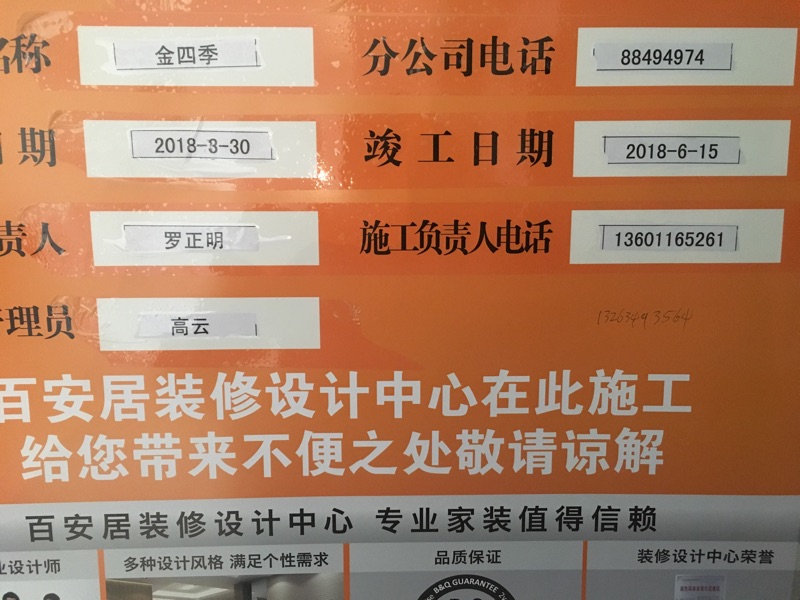 名称 金四季 分公司电话 88494974
日期 2018-3-30 竣工日期 2018-6-15
责人 罗正明 施工负责人电话 13601165261
管理员 高云
百安居装修设计中心在此施工
给您带来不便之处敬请谅解
百安居装修设计中心 专业家装值得信赖
业设计师 多种设计风格 满足个性需求 品质保证 装修设计中心荣誉
B&Q GUARANTEE